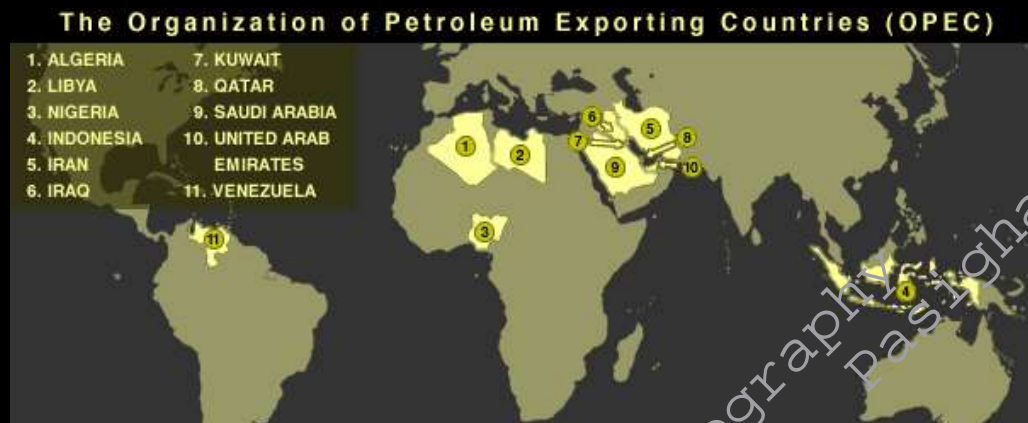 The Organization of Petroleum Exporting Countries (OPEC)
1. ALGERIA
2. LIBYA
3. NIGERIA
4. INDONESIA
5. IRAN
6. IRAQ
7. KUWAIT
8. QATAR
9. SAUDI ARABIA
10. UNITED ARAB
EMIRATES
11. VENEZUELA
6
5
8
7
1
2
9
10
3
11
4